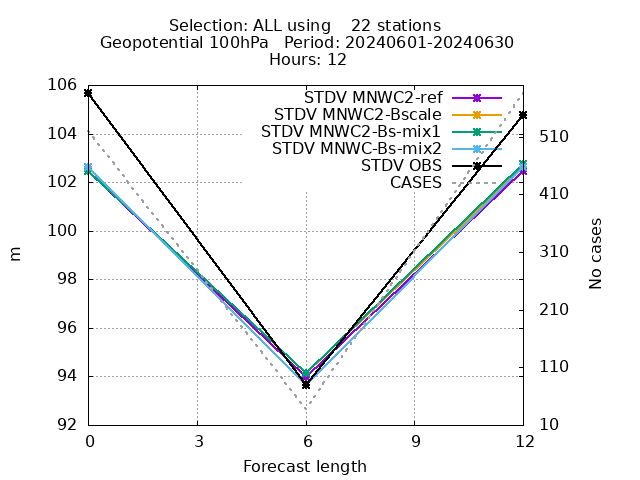 Selection: ALL using    22 stations
Geopotential 100hPa   Period: 20240601-20240630
Hours: 12
STDV MNWC2-ref
STDV MNWC2-Bscale
STDV MNWC2-Bs-mix1
STDV MNWC-Bs-mix2
STDV OBS
CASES
106
104
102
100
98
96
94
92
m
510
410
310
210
110
10
No cases
0 3 6 9 12
Forecast length